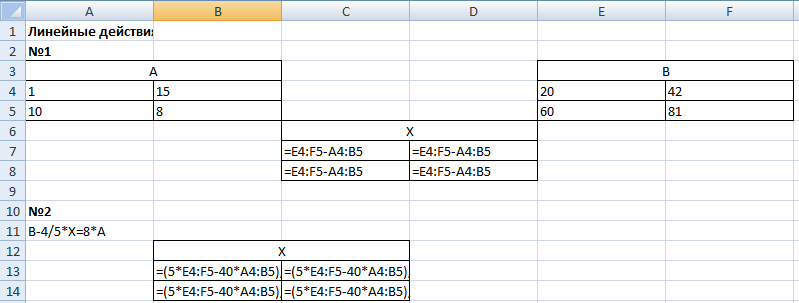 A B C D E F
1 Линейные действия
2 №1
3 A B
4 1 15 20 42
5 10 8 60 81
6 X
7 =E4:F5-A4:B5 =E4:F5-A4:B5
8 =E4:F5-A4:B5 =E4:F5-A4:B5
9
10 №2
11 B-4/5*X=8*A
12 X
13 =(5*E4:F5-40*A4:B5), =(5*E4:F5-40*A4:B5),
14 =(5*E4:F5-40*A4:B5), =(5*E4:F5-40*A4:B5),